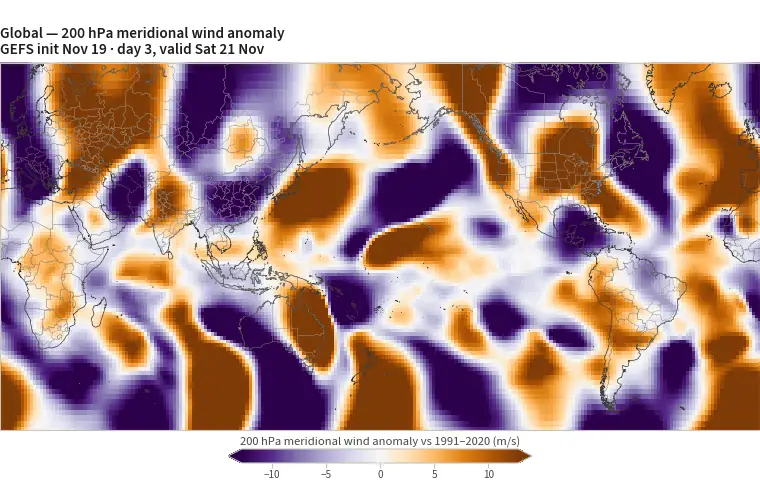 Global — 200 hPa meridional wind anomaly
GEFS init Nov 19 · day 3, valid Sat 21 Nov
200 hPa meridional wind anomaly vs 1991–2020 (m/s)
−10 −5 0 5 10